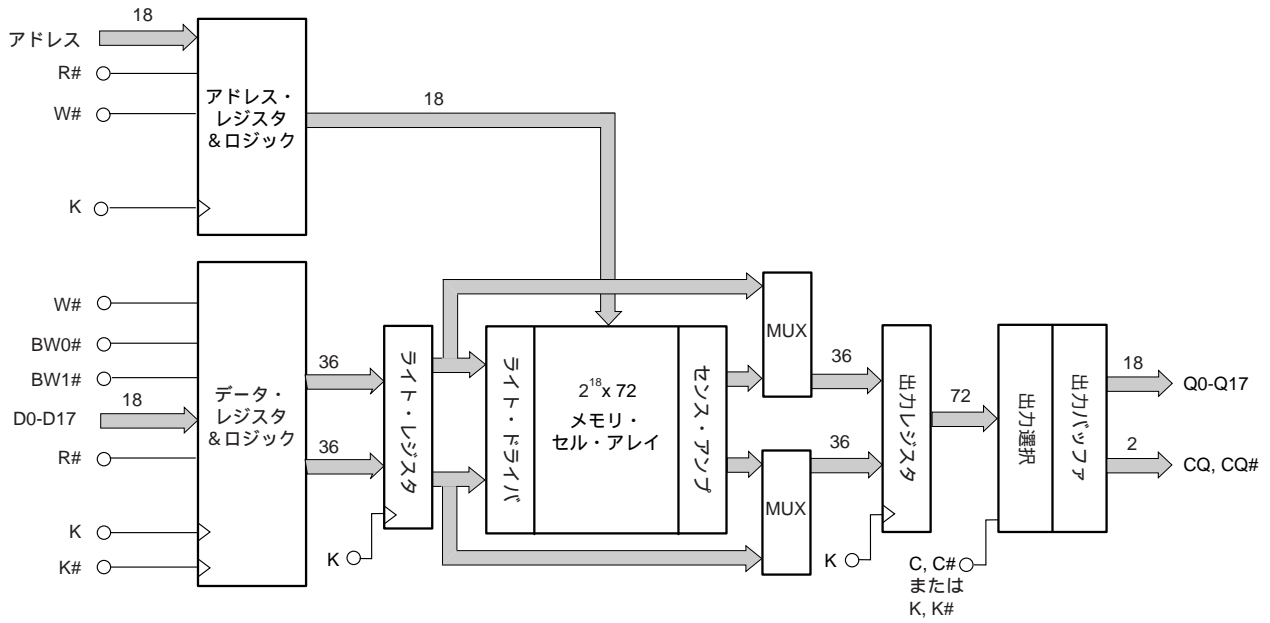 18
アドレス
R#
W#
K
アドレス・
レジスタ
&ロジック
18
W#
BW0#
BW1#
18
D0-D17
R#
K
K#
データ・
レジスタ
&ロジック
36
36
ライト・レジスタ
K
ライト・ドライバ
2^18 x 72
メモリ・
セル・アレイ
センス・アンプ
MUX
MUX
36
36
出力レジスタ
K
72
出力選択
出力バッファ
C, C#
または
K, K#
18
Q0-Q17
2
CQ, CQ#